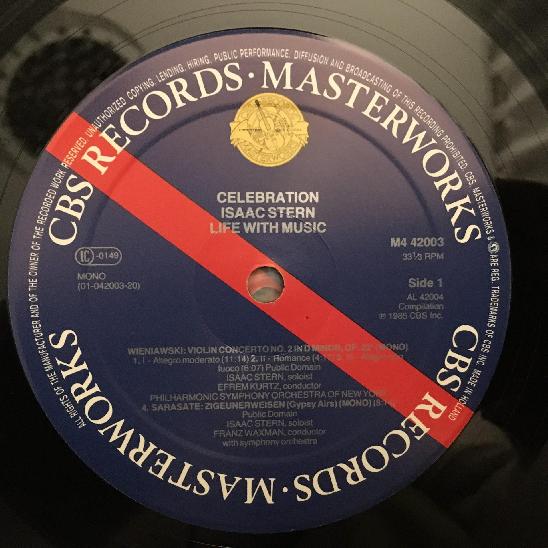 CBS RECORDS · MASTERWORKS
CBS RECORDS · MASTERWORKS
ALL RIGHTS OF THE MANUFACTURER AND OF THE OWNER OF THE RECORDED WORK RESERVED. UNAUTHORIZED COPYING, LENDING, HIRING, PUBLIC PERFORMANCE, DIFFUSION AND BROADCASTING OF THIS RECORDING PROHIBITED. CBS, MASTERWORKS & ARE REG. TRADEMARKS OF CBS INC. MADE IN HOLLAND
MASTERWORKS
CELEBRATION
ISAAC STERN
LIFE WITH MUSIC
LC -0149
MONO
(01-042003-20)
M4 42003
33⅓ RPM
Side 1
AL 42004
Compilation
℗ 1985 CBS Inc.
WIENIAWSKI: VIOLIN CONCERTO NO. 2 IN D MINOR, OP. 22 (MONO)
1. I - Allegro moderato (11:14) 2. II - Romance
fuoco (6:07) Public Domain
ISAAC STERN, soloist
EFREM KURTZ, conductor
PHILHARMONIC SYMPHONY ORCHESTRA OF NEW YORK
4. SARASATE: ZIGEUNERWEISEN (Gypsy Airs) (MONO)
Public Domain
ISAAC STERN, soloist
FRANZ WAXMAN, conductor
with symphony orchestra